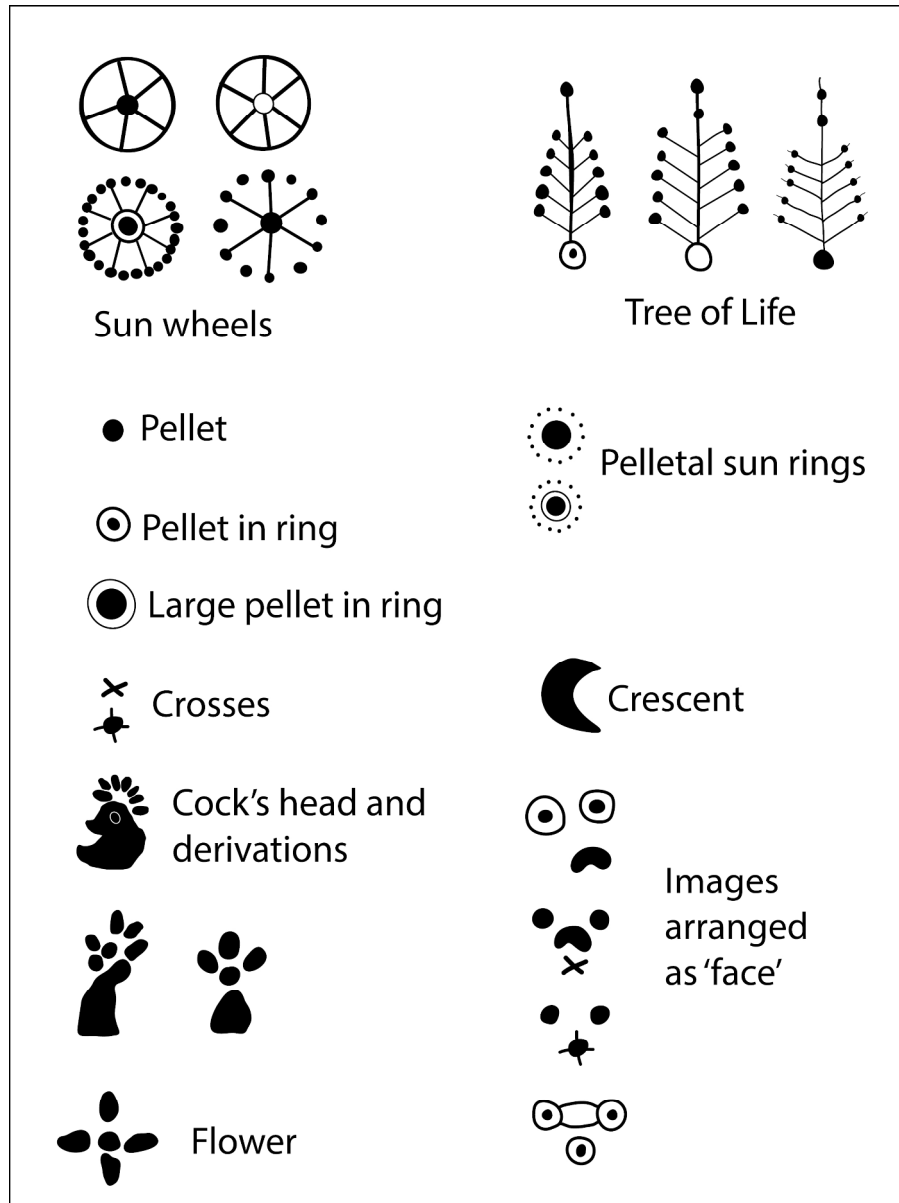 Sun wheels
Tree of Life
Pellet
Pelletal sun rings
Pellet in ring
Large pellet in ring
Crosses
Crescent
Cock's head and
derivations
Images
arranged
as ‘face’
Flower